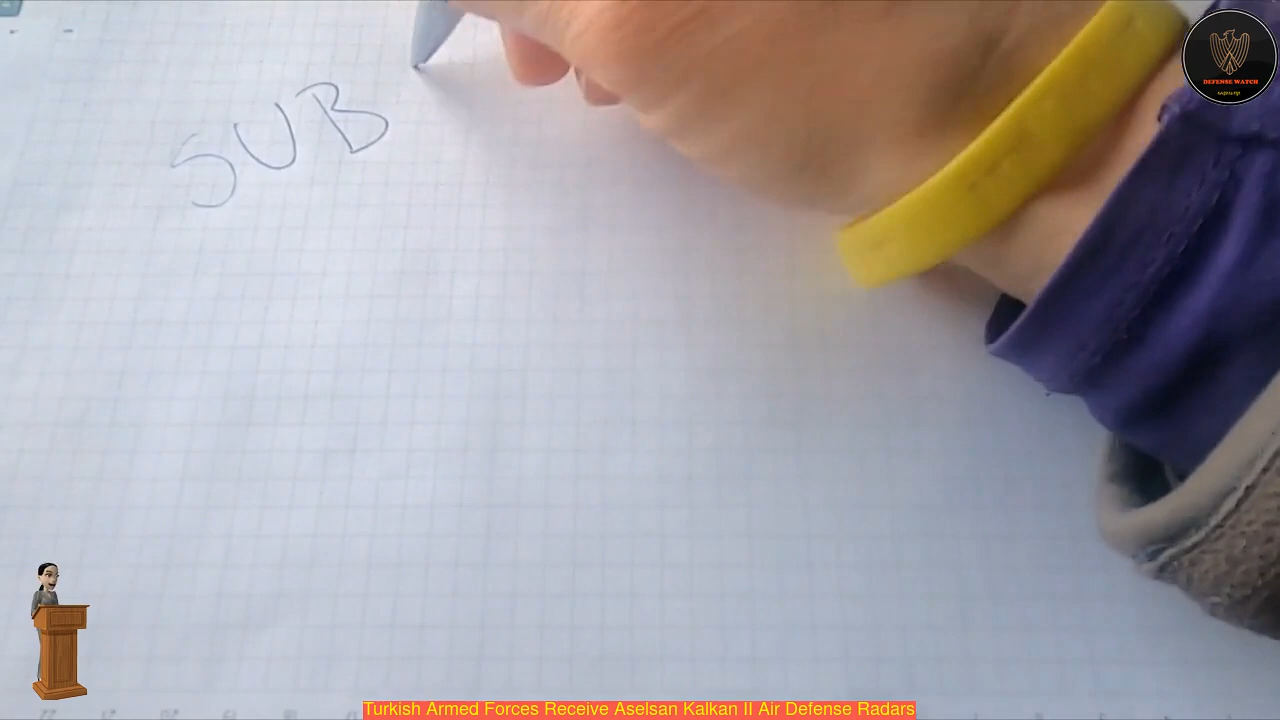 DEFENSE WATCH
SUB
Turkish Armed Forces Receive Aselsan Kalkan II Air Defense Radars